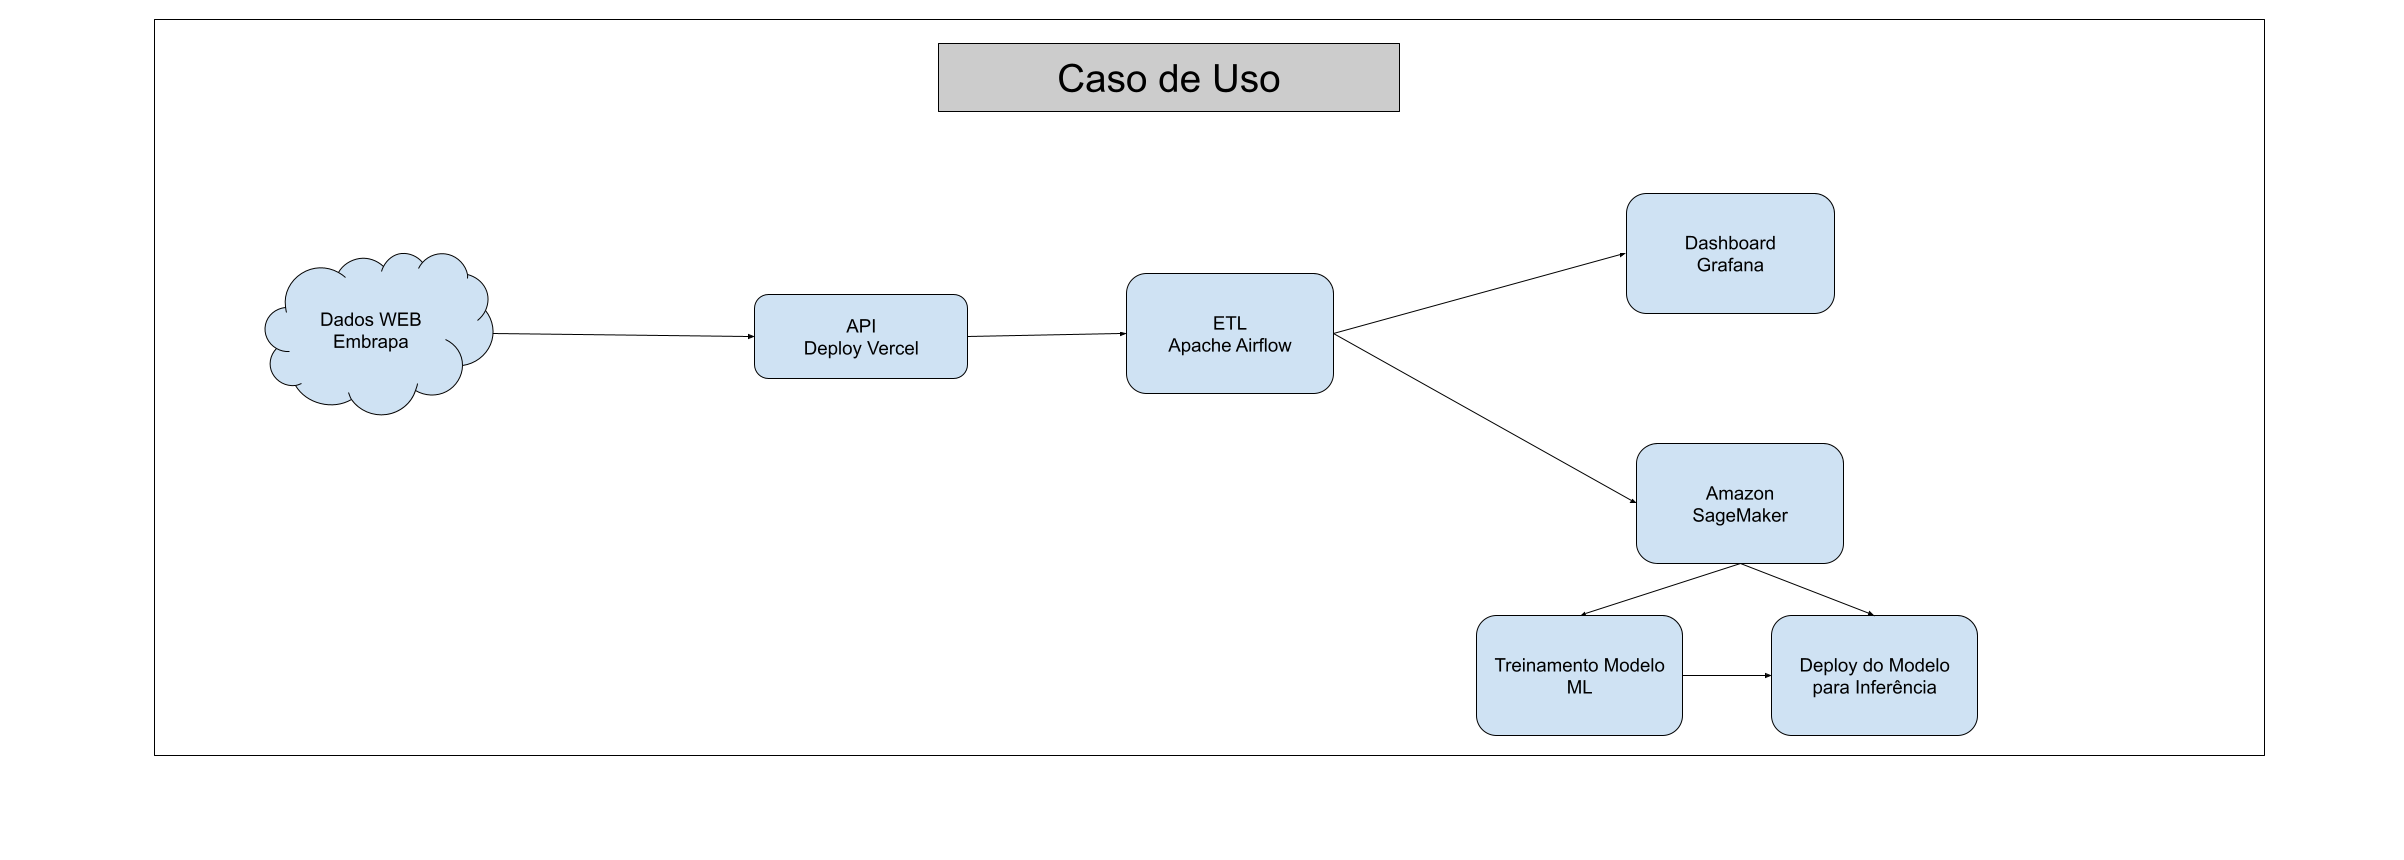 Caso de Uso
Dados WEB
Embrapa
API
Deploy Vercel
ETL
Apache Airflow
Dashboard
Grafana
Amazon
SageMaker
Treinamento Modelo
ML
Deploy do Modelo
para Inferência